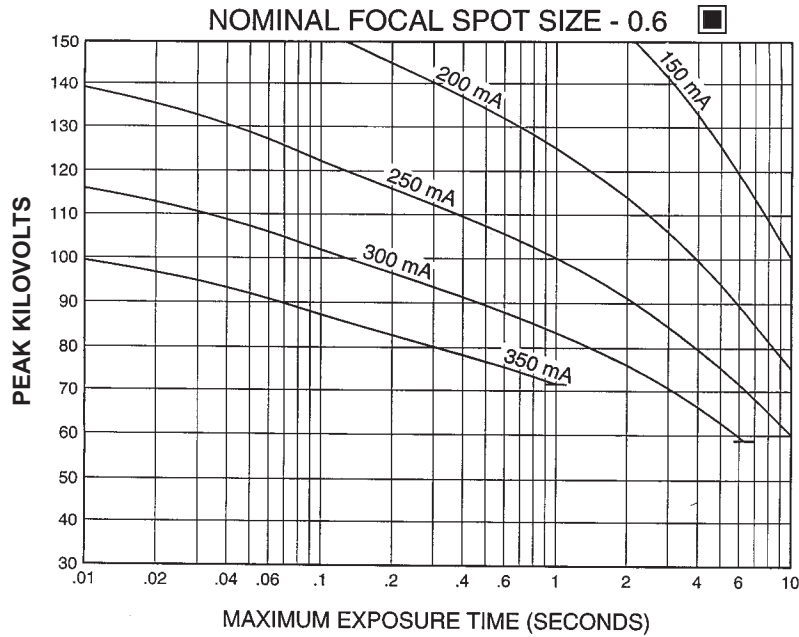 NOMINAL FOCAL SPOT SIZE - 0.6
150
140
130
120
110
100
90
80
70
60
50
40
30
PEAK KILOVOLTS
150 mA
200 mA
250 mA
300 mA
350 mA
.01 .02 .04 .06 .1 .2 .4 .6 1 2 4 6 10
MAXIMUM EXPOSURE TIME (SECONDS)